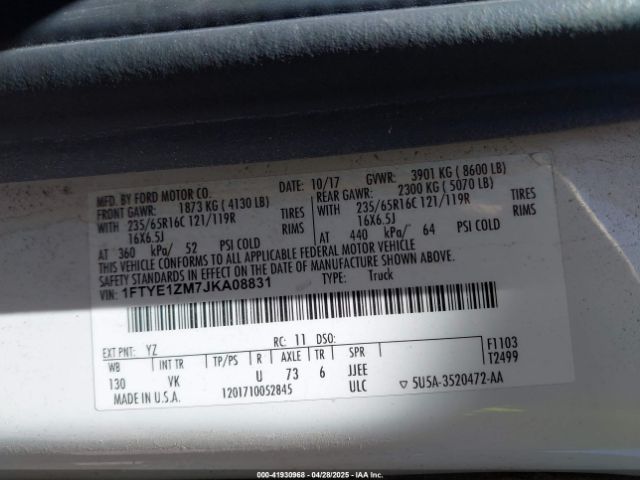 MFD. BY FORD MOTOR CO. DATE: 10/17 GVWR: 3901 KG ( 8600 LB)
FRONT GAWR: 1873 KG ( 4130 LB) REAR GAWR: 2300 KG ( 5070 LB)
WITH 235/65R16C 121/119R TIRES WITH 235/65R16C 121/119R TIRES
16X6.5J RIMS 16X6.5J RIMS
AT 360 kPa/ 52 PSI COLD AT 440 kPa/ 64 PSI COLD
THIS VEHICLE CONFORMS TO ALL APPLICABLE FEDERAL MOTOR VEHICLE
SAFETY STANDARDS IN EFFECT ON THE DATE OF MANUFACTURE SHOWN ABOVE.
VIN: 1FTYE1ZM7JKA08831 TYPE: Truck
EXT PNT: YZ RC: 11 DSO: F1103
WB INT TR TP/PS R AXLE TR SPR T2499
130 VK U 73 6 JJEE
MADE IN U.S.A. 1201710052845 ULC ▽ 5U5A-3520472-AA
000-41930968 - 04/28/2025 - IAA Inc.